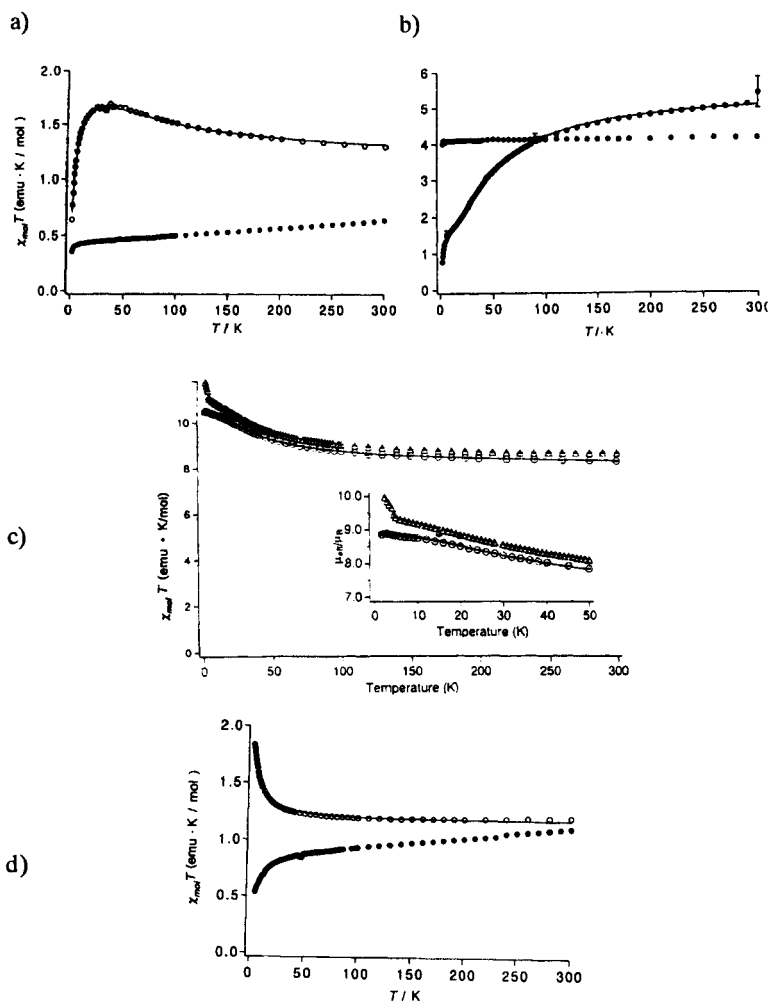 a)
b)
2.0
1.5
1.0
0.5
0.0
χmolT (emu · K / mol)
0 50 100 150 200 250 300
T / K
6
5
4
3
2
1
0
0 50 100 150 200 250 300
T / · K
c)
10
8
4
2
0
χmol T (emu • K/mol)
0 50 100 150 200 250 300
Temperature (K)
10.0
9.0
8.0
7.0
μeff/μB
0 10 20 30 40 50
Temperature (K)
d)
2.0
1.5
1.0
0.5
0.0
χmolT (emu · K / mol)
0 50 100 150 200 250 300
T / K